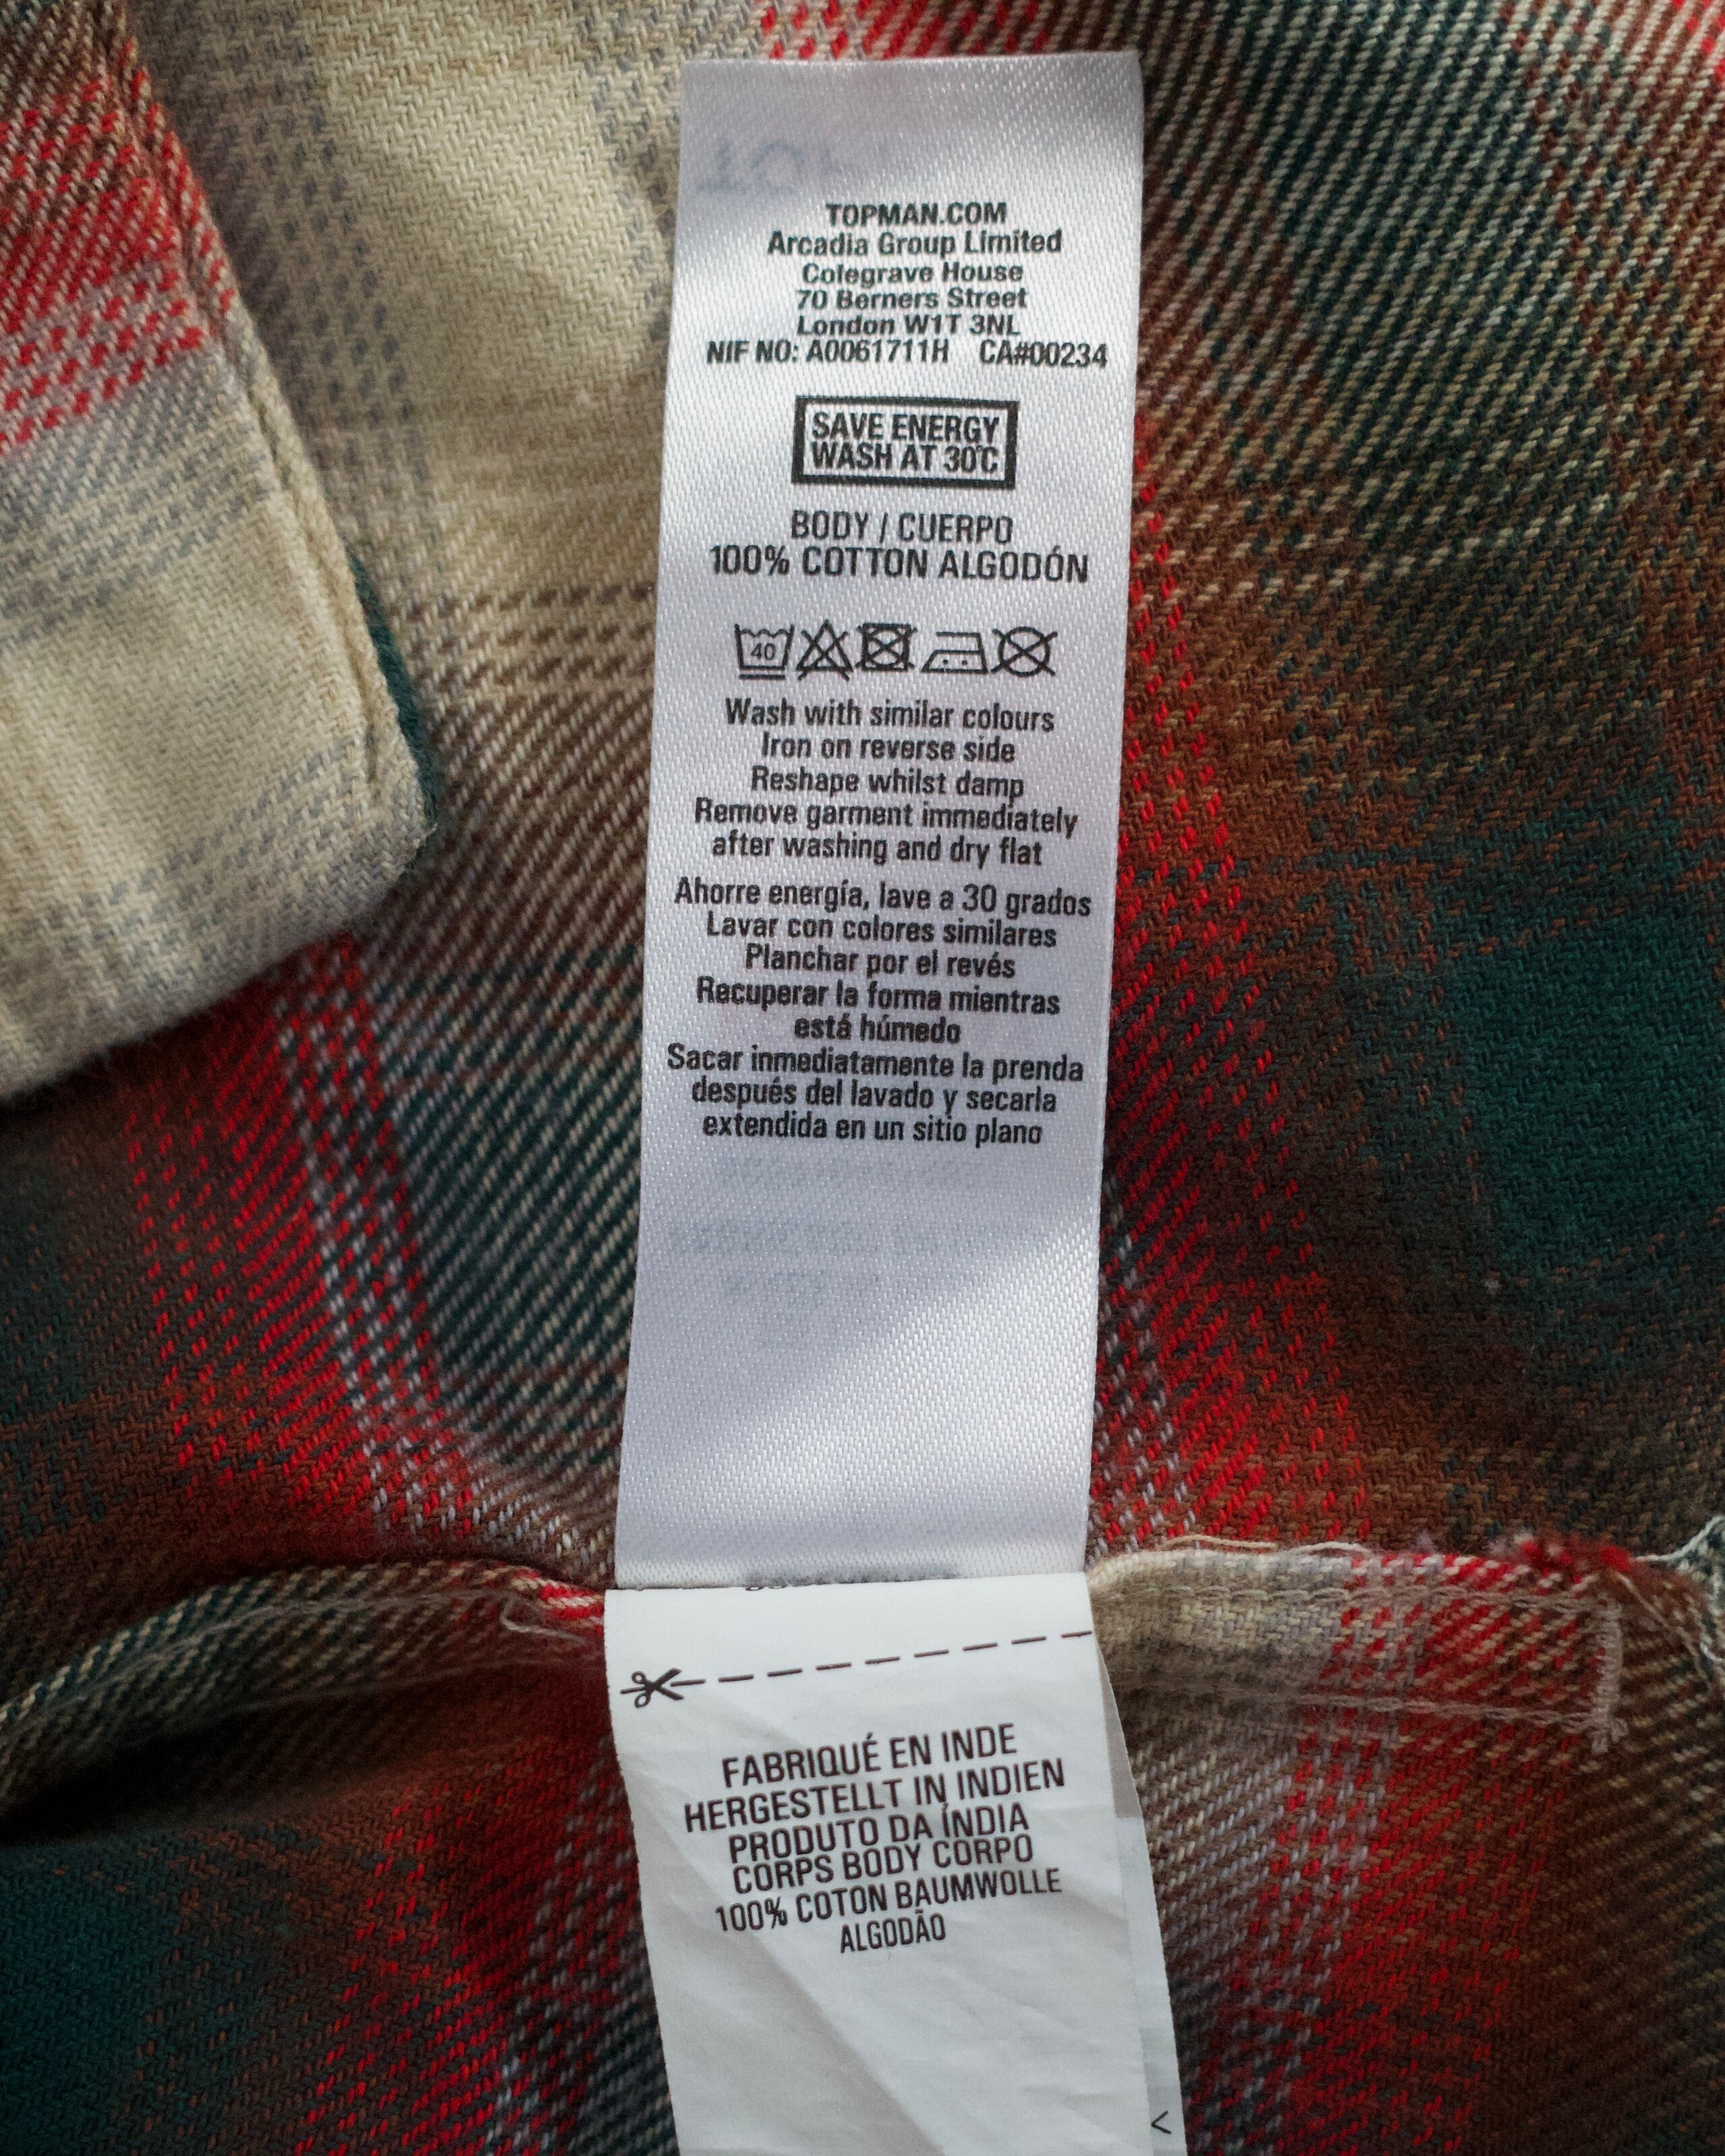 TOPMAN.COM
Arcadia Group Limited
Colegrave House
70 Berners Street
London W1T 3NL
NIF NO: A0061711H CA#00234
SAVE ENERGY
WASH AT 30°C
BODY / CUERPO
100% COTTON ALGODÓN
40
Wash with similar colours
Iron on reverse side
Reshape whilst damp
Remove garment immediately
after washing and dry flat
Ahorre energía, lave a 30 grados
Lavar con colores similares
Planchar por el revés
Recuperar la forma mientras
está húmedo
Sacar inmediatamente la prenda
después del lavado y secarla
extendida en un sitio plano
FABRIQUÉ EN INDE
HERGESTELLT IN INDIEN
PRODUTO DA ÍNDIA
CORPS BODY CORPO
100% COTON BAUMWOLLE
ALGODÃO